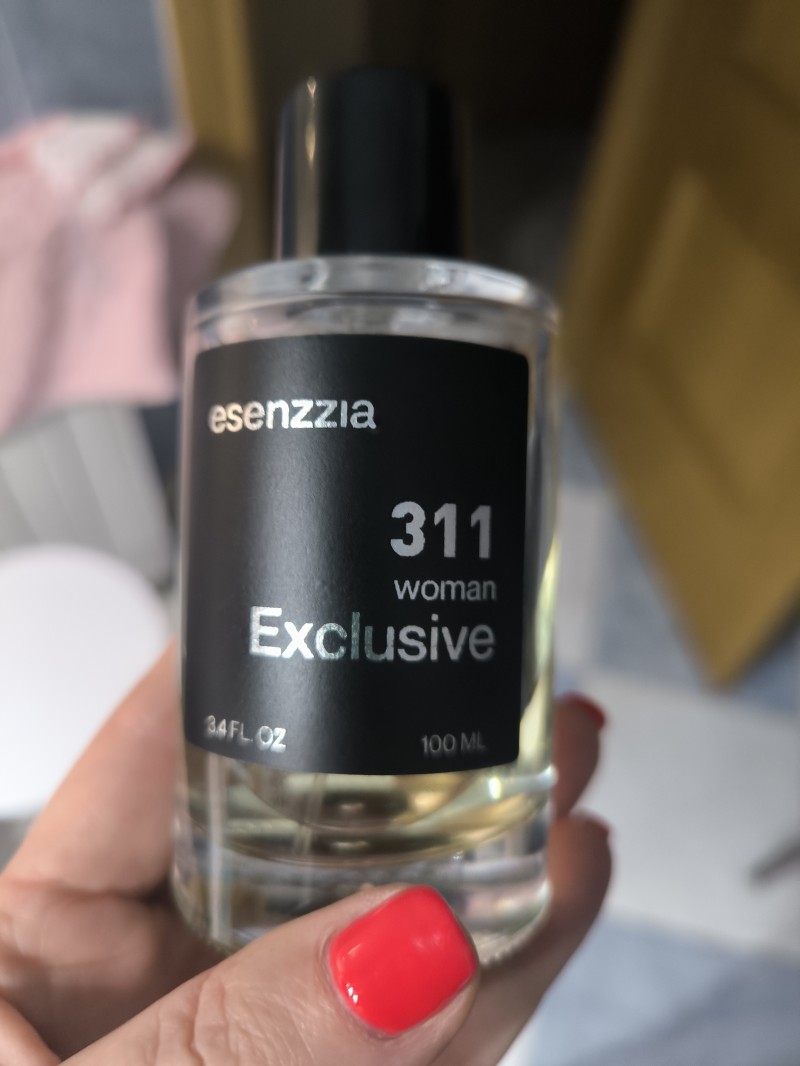 esenzzia
311
woman
Exclusive
3.4 FL. OZ
100 ML